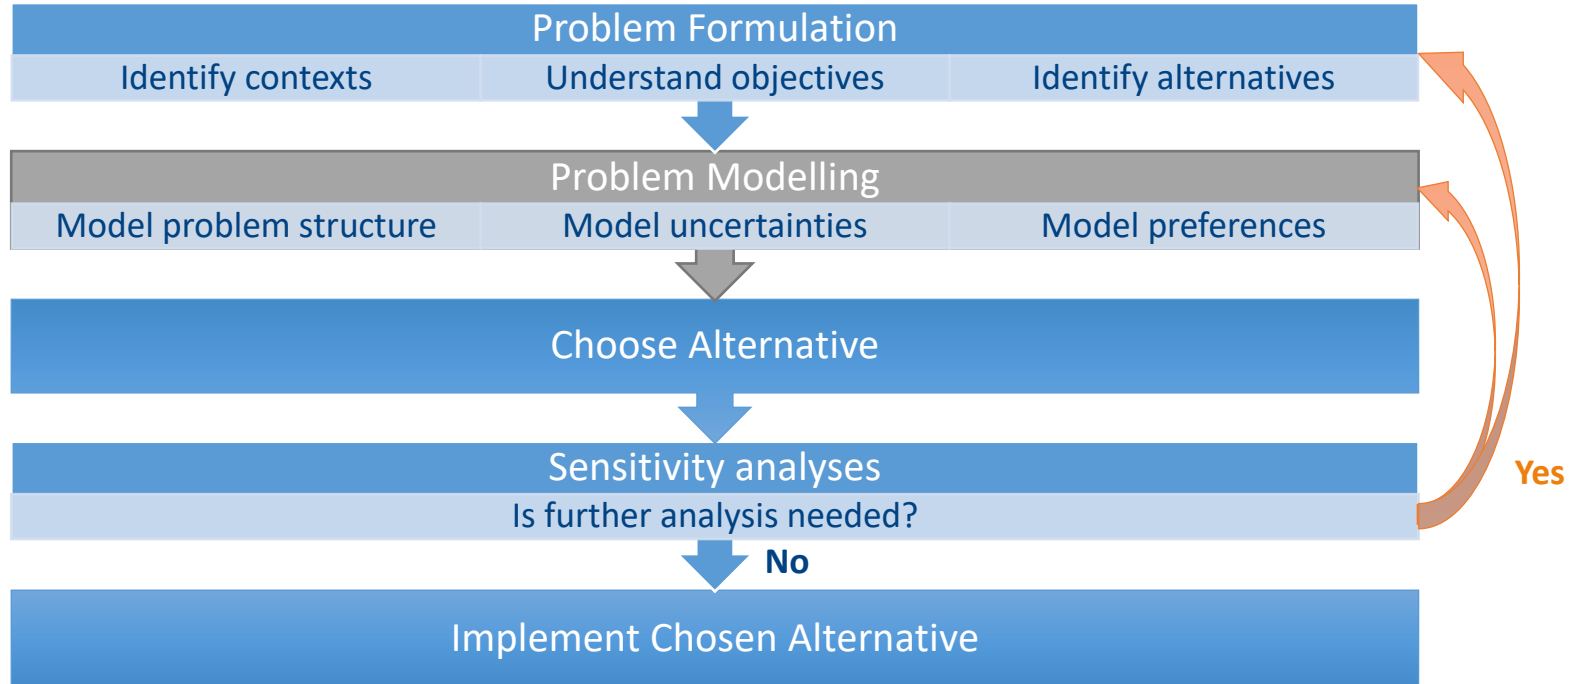 Problem Formulation
Identify contexts
Understand objectives
Identify alternatives
Problem Modelling
Model problem structure
Model uncertainties
Model preferences
Choose Alternative
Sensitivity analyses
Is further analysis needed?
Yes
No
Implement Chosen Alternative